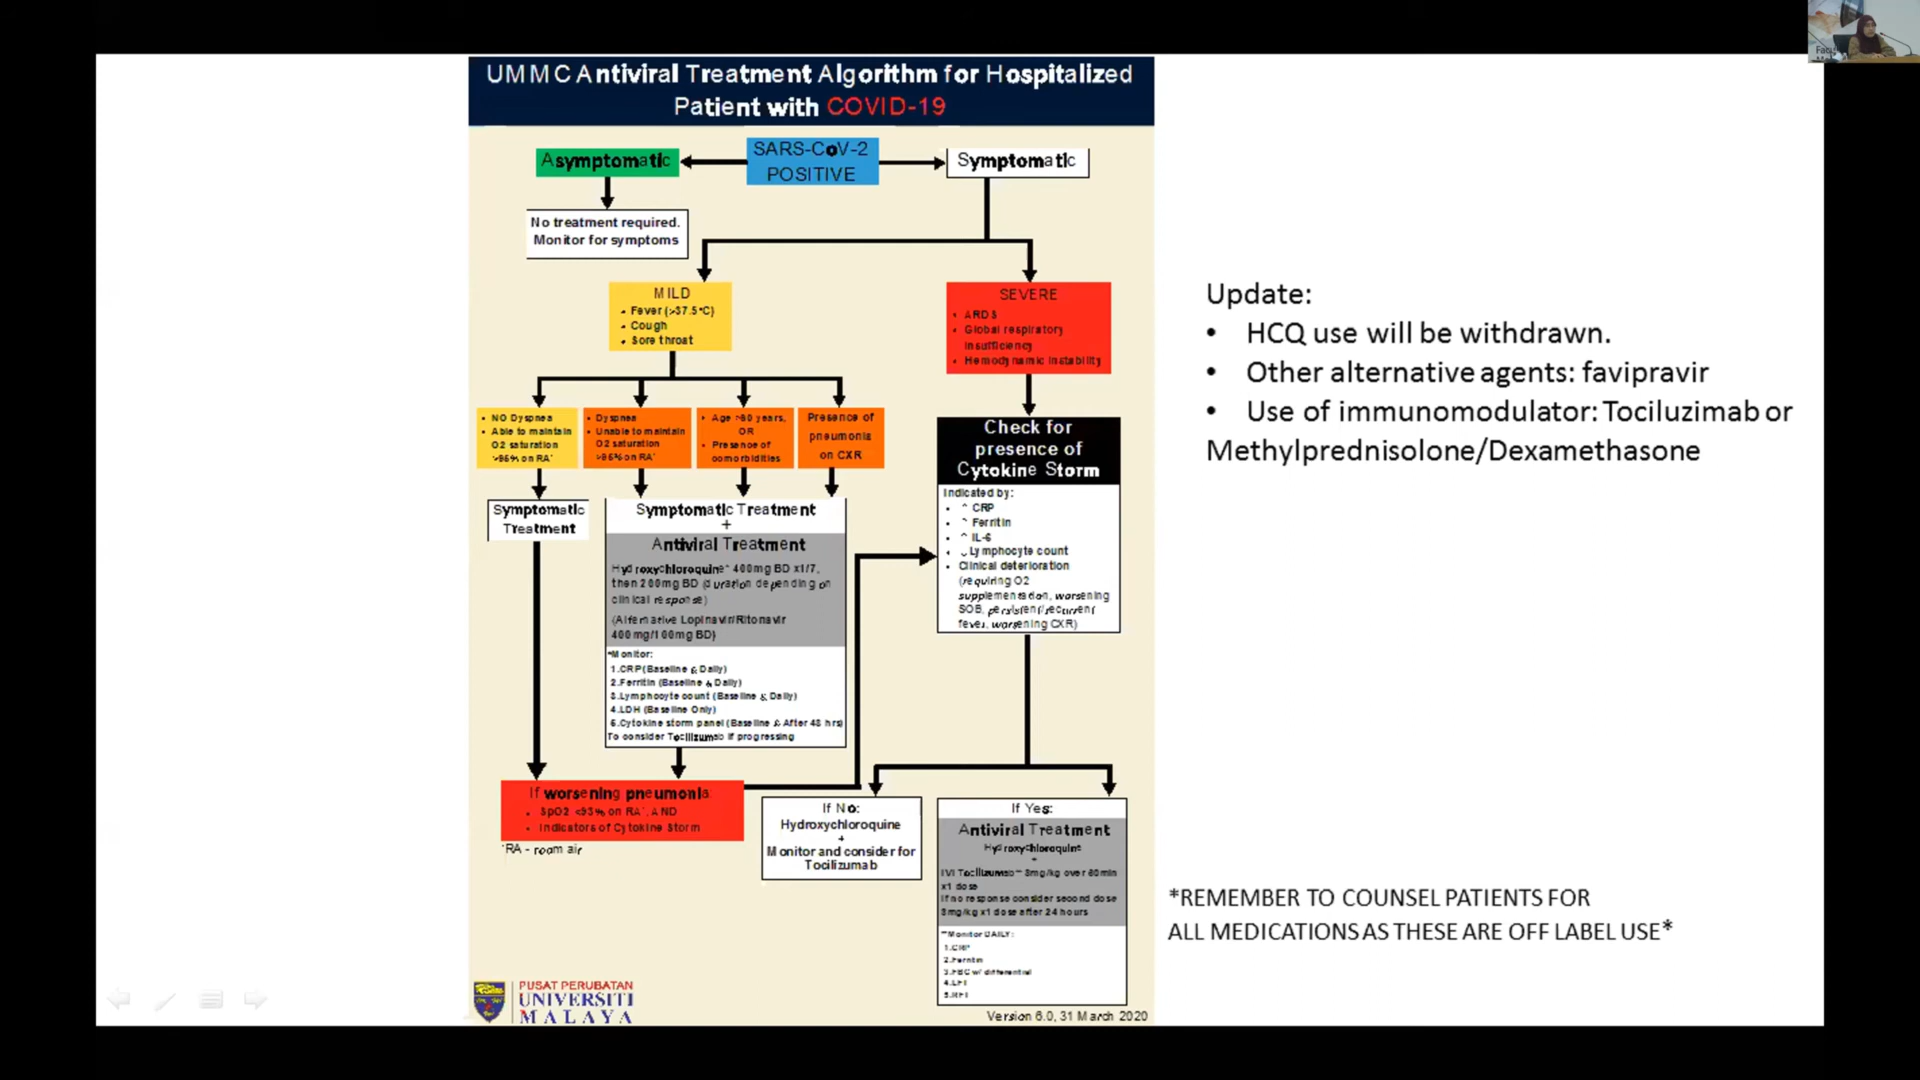 UMMC Antiviral Treatment Algorithm for Hospitalized
Patient with COVID-19
SARS-CoV-2
POSITIVE
Asymptomatic
Symptomatic
No treatment required.
Monitor for symptoms
MILD
• Fever (>37.5°C)
• Cough
• Sore throat
SEVERE
• ARDS
• Global respiratory
insufficiency
• Hemodynamic instability
• NO Dyspnea
• Able to maintain
O2 saturation
>95% on RA*
• Dyspnea
• Unable to maintain
O2 saturation
>95% on RA*
• Age >60 years,
OR
• Presence of
comorbidities
Presence of
pneumonia
on CXR
Symptomatic
Treatment
Symptomatic Treatment
+
Antiviral Treatment
Hydroxychloroquine* 400mg BD x1/7,
then 200mg BD (duration depending on
clinical response)
(Alternative Lopinavir/Ritonavir
400mg/100mg BD)
*Monitor:
1.CRP (Baseline & Daily)
2.Ferritin (Baseline & Daily)
3.Lymphocyte count (Baseline & Daily)
4.LDH (Baseline Only)
5.Cytokine storm panel (Baseline & After 48 hrs)
To consider Tocilizumab if progressing
Check for
presence of
Cytokine Storm
Indicated by:
• ^ CRP
• ^ Ferritin
• ^ IL-6
• ⌄ Lymphocyte count
• Clinical deterioration
(requiring O2
supplementation, worsening
SOB, persistent/recurrent
fever, worsening CXR)
If worsening pneumonia:
• SpO2 <93% on RA*, AND
• Indicators of Cytokine Storm
*RA - room air
If No:
Hydroxychloroquine
+
Monitor and consider for
Tocilizumab
If Yes:
Antiviral Treatment
Hydroxychloroquine
+
IVI Tocilizumab** 8mg/kg over 60min
x1 dose
If no response consider second dose
8mg/kg x1 dose after 24 hours
**Monitor DAILY:
1.CRP
2.Ferritin
3.FBC w/ differential
4.LFT
5.RFT
PUSAT PERUBATAN
UNIVERSITI
MALAYA
Version 6.0, 31 March 2020
Update:
• HCQ use will be withdrawn.
• Other alternative agents: favipravir
• Use of immunomodulator: Tociluzimab or
Methylprednisolone/Dexamethasone
*REMEMBER TO COUNSEL PATIENTS FOR
ALL MEDICATIONS AS THESE ARE OFF LABEL USE*